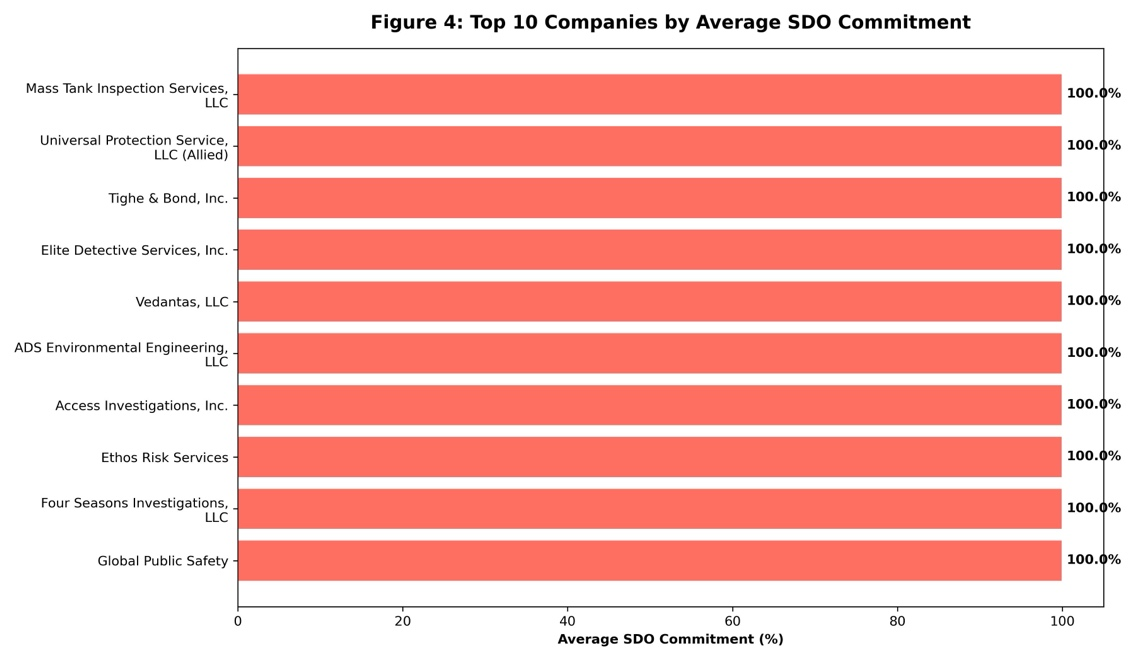 Figure 4: Top 10 Companies by Average SDO Commitment
Mass Tank Inspection Services,
LLC
100.0%
Universal Protection Service,
LLC (Allied)
100.0%
Tighe & Bond, Inc.
100.0%
Elite Detective Services, Inc.
100.0%
Vedantas, LLC
100.0%
ADS Environmental Engineering,
LLC
100.0%
Access Investigations, Inc.
100.0%
Ethos Risk Services
100.0%
Four Seasons Investigations,
LLC
100.0%
Global Public Safety
100.0%
0 20 40 60 80 100
Average SDO Commitment (%)